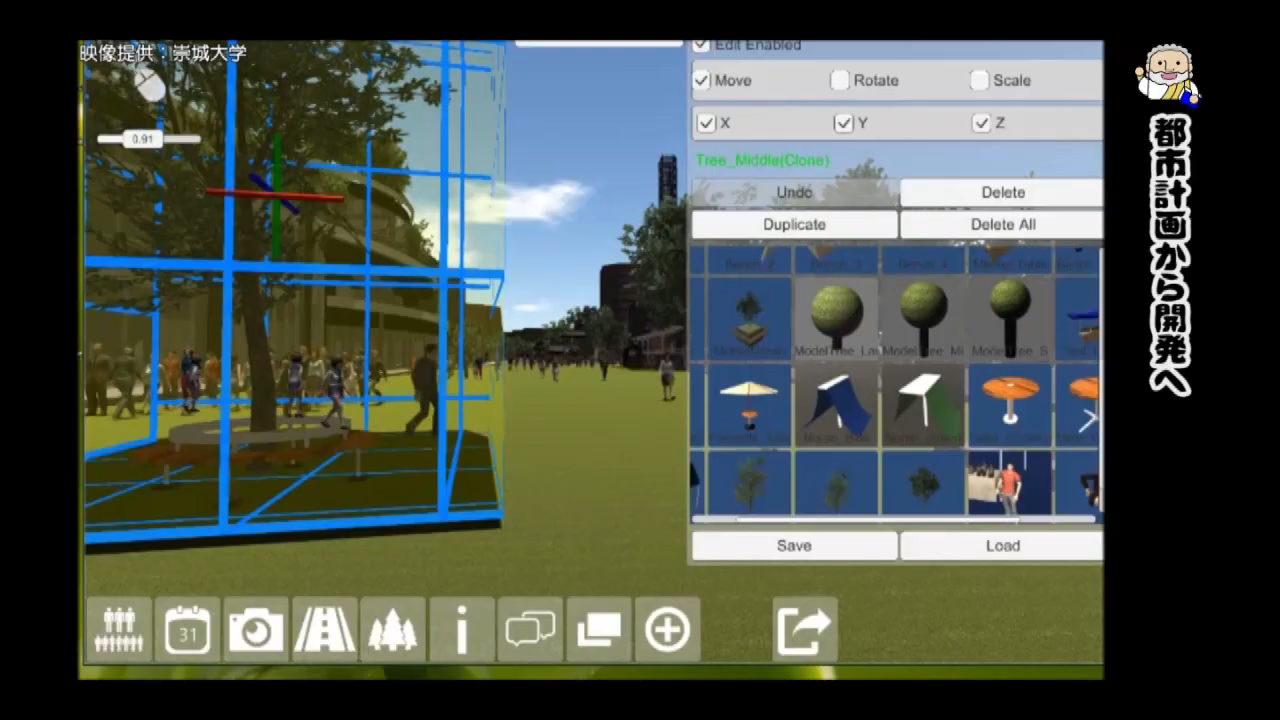 映像提供：崇城大学
Edit Enabled
Move
Rotate
Scale
0.91
X
Y
Z
Tree_Middle(Clone)
Undo
Delete
Duplicate
Delete All
Save
Load
31
都市計画から開発へ